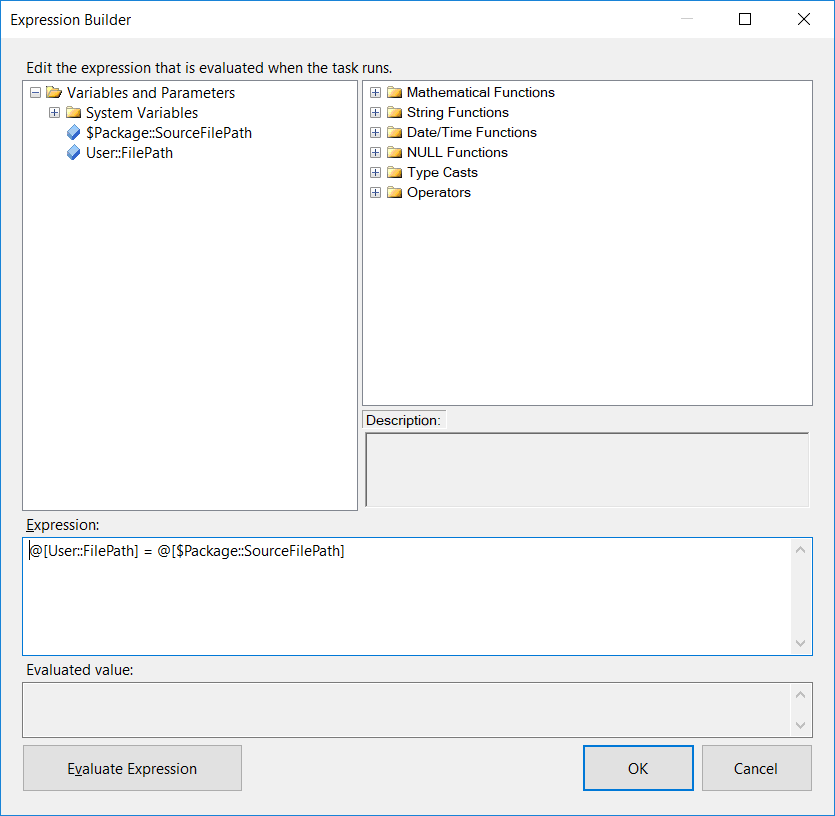 Expression Builder
Edit the expression that is evaluated when the task runs.
Variables and Parameters
System Variables
$Package::SourceFilePath
User::FilePath
Mathematical Functions
String Functions
Date/Time Functions
NULL Functions
Type Casts
Operators
Description:
Expression:
@[User::FilePath] = @[$Package::SourceFilePath]
Evaluated value:
Evaluate Expression
OK
Cancel